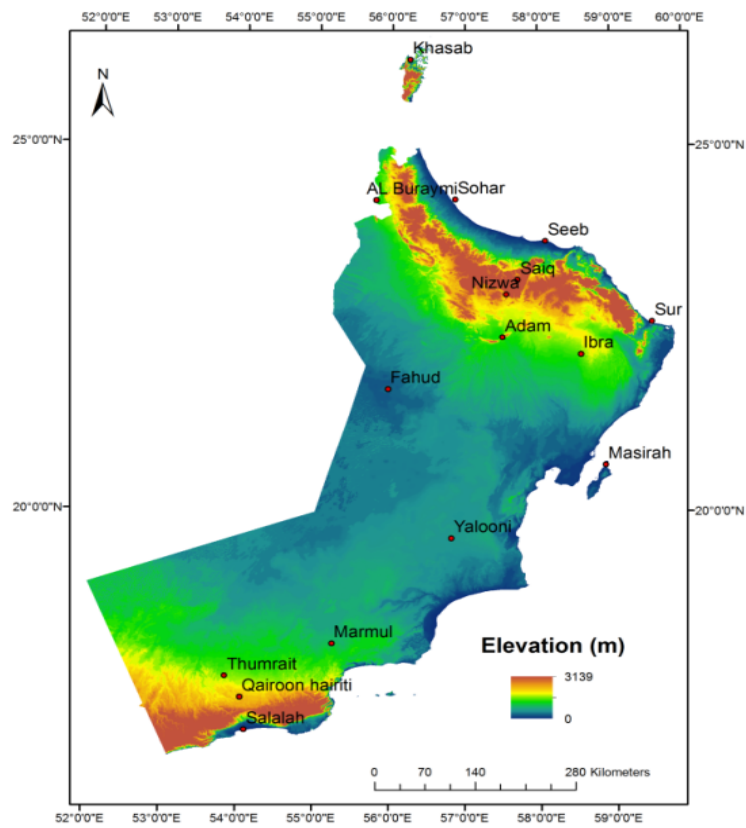 52°0'0"E 53°0'0"E 54°0'0"E 55°0'0"E 56°0'0"E 57°0'0"E 58°0'0"E 59°0'0"E 60°0'0"E
Khasab
N
25°0'0"N 25°0'0"N
AL Buraymi Sohar
Seeb
Saiq
Nizwa
Sur
Adam
Ibra
Fahud
Masirah
20°0'0"N 20°0'0"N
Yalooni
Marmul
Elevation (m)
Thumrait
3139
Qairoon hairiti
0
Salalah
0 70 140 280 Kilometers
52°0'0"E 53°0'0"E 54°0'0"E 55°0'0"E 56°0'0"E 57°0'0"E 58°0'0"E 59°0'0"E